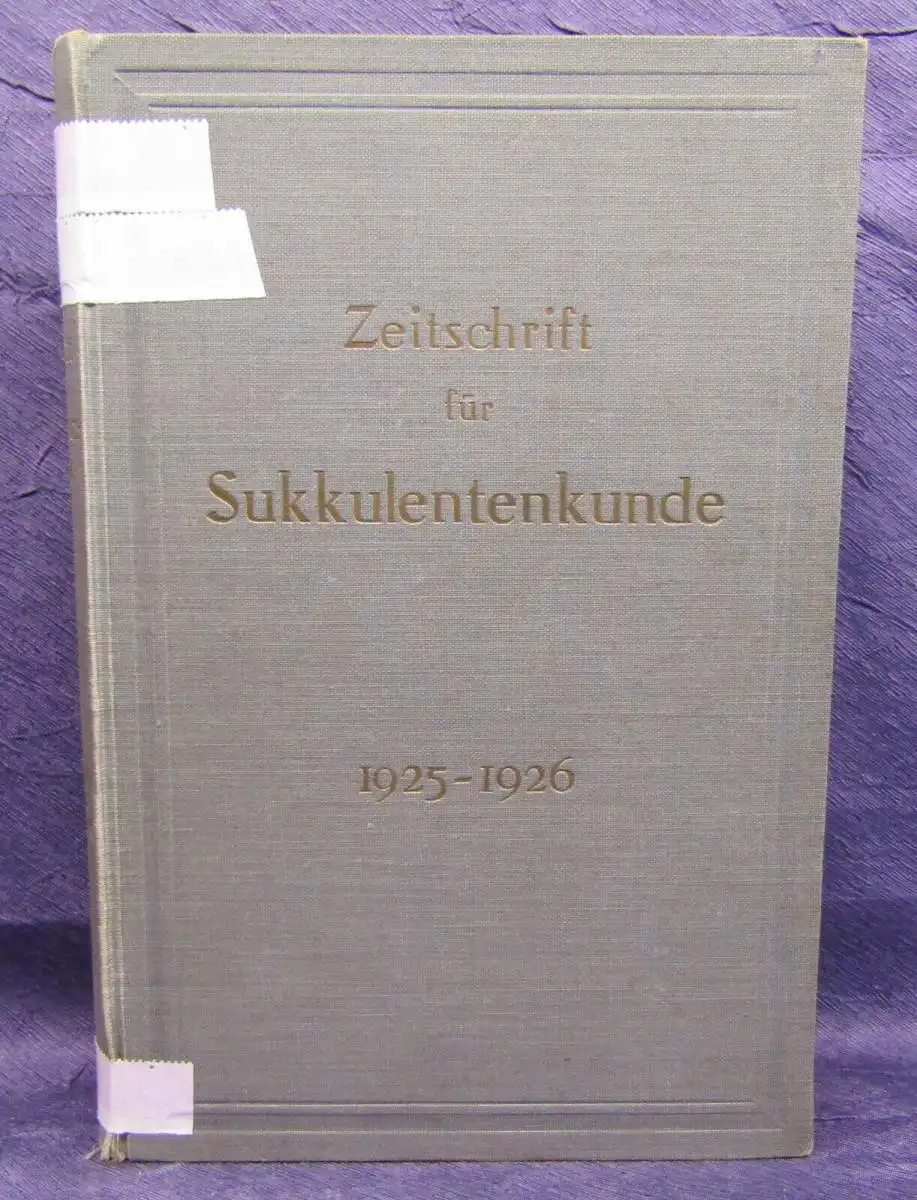 Zeitschrift
für
Sukkulentenkunde
1925-1926